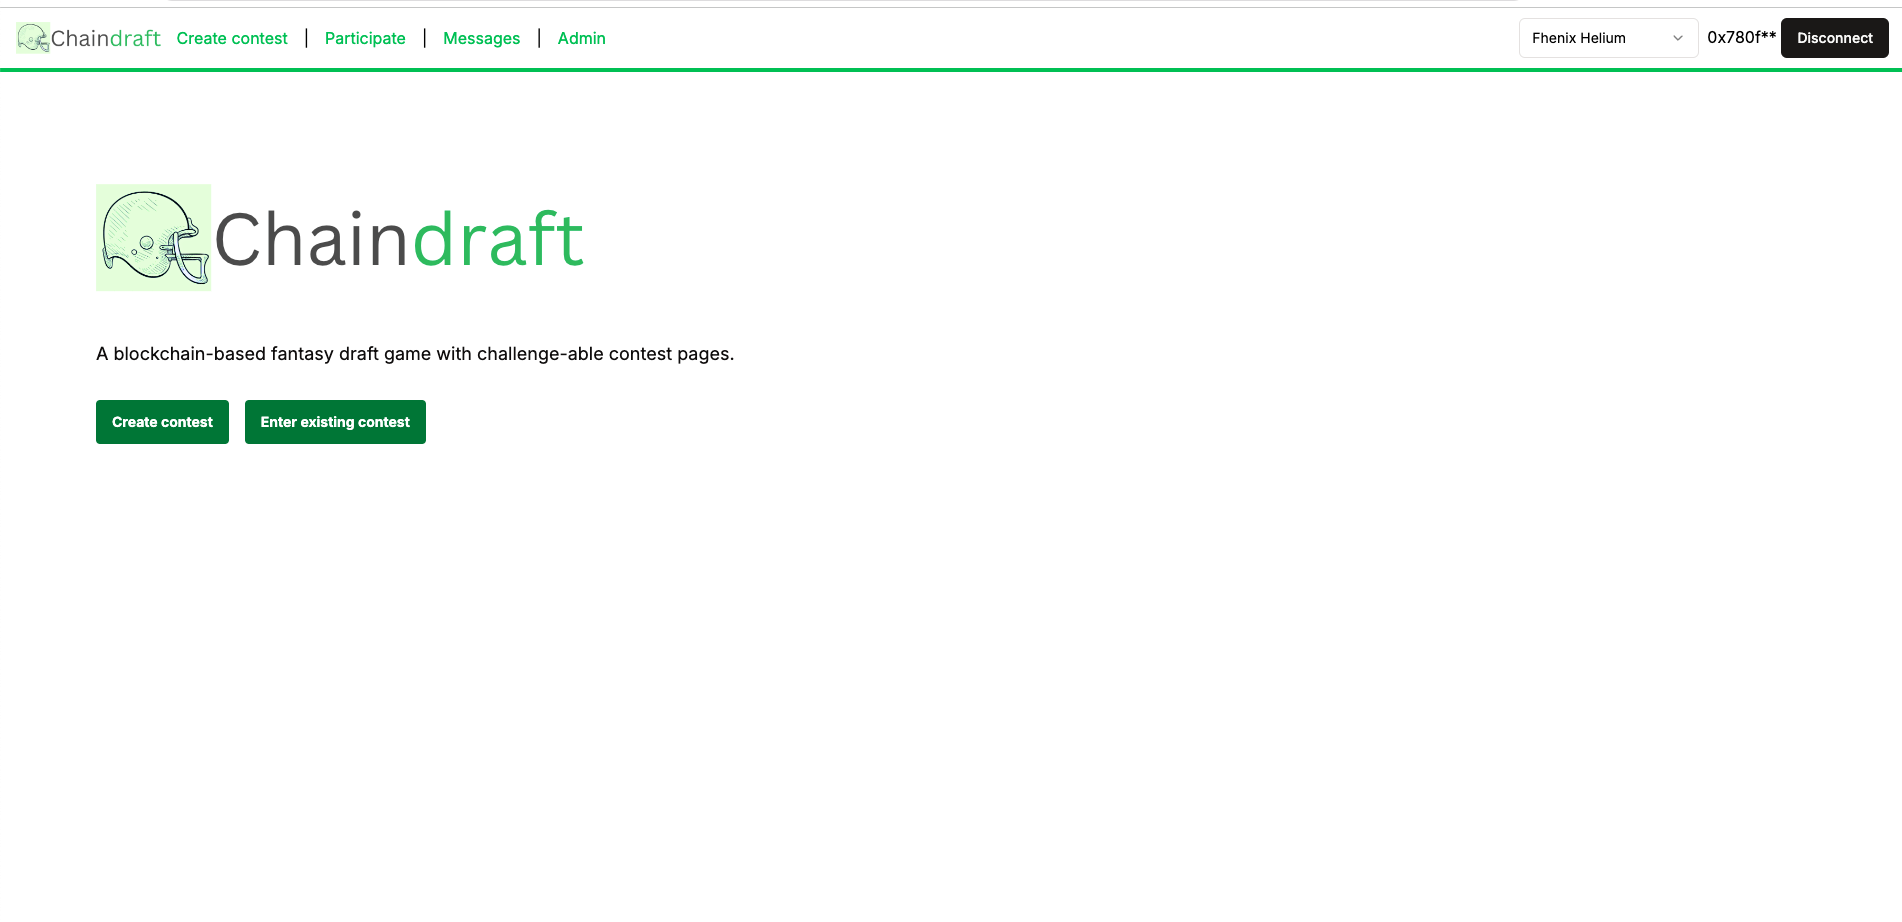 Chaindraft Create contest | Participate | Messages | Admin Fhenix Helium 0x780f** Disconnect
Chaindraft
A blockchain-based fantasy draft game with challenge-able contest pages.
Create contest Enter existing contest